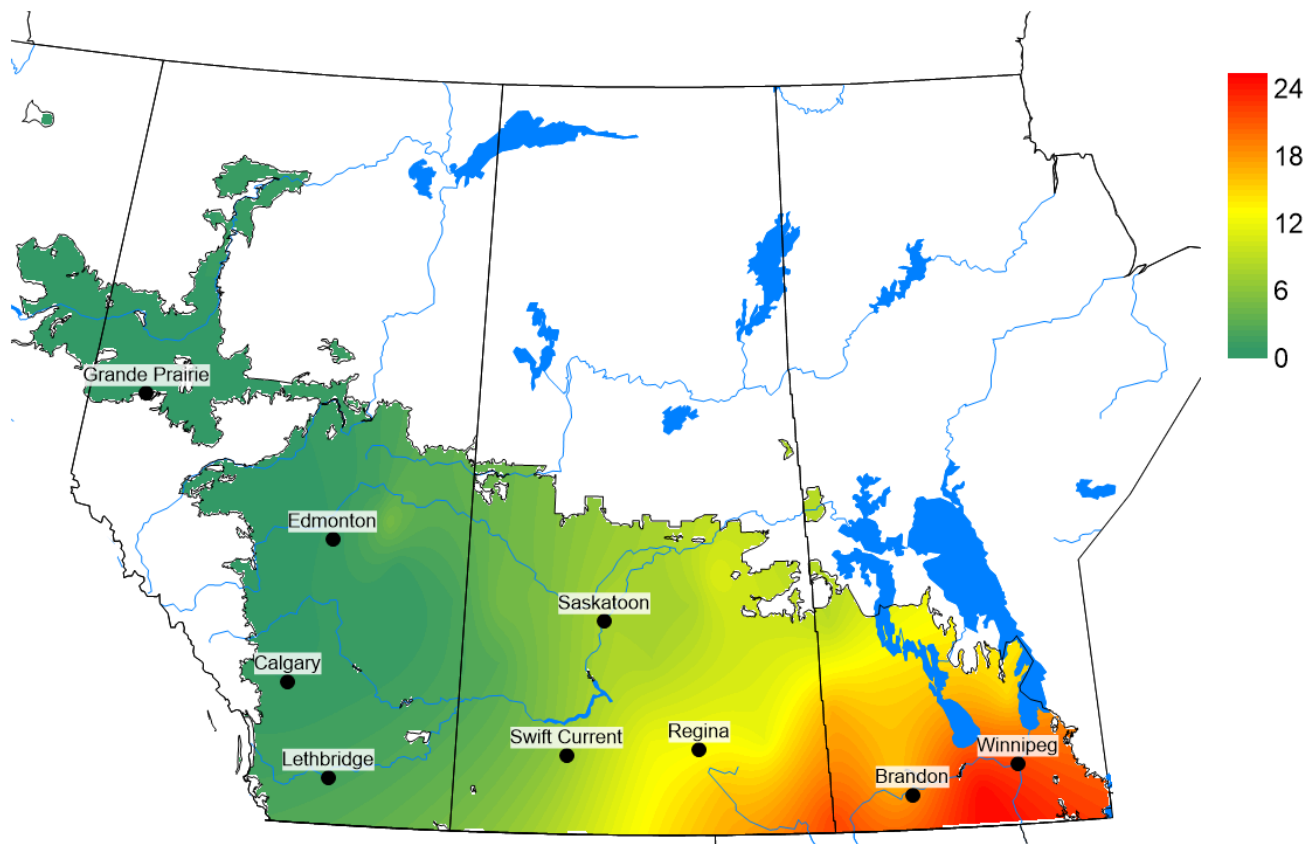 24
18
12
6
0
Grande Prairie
Edmonton
Saskatoon
Calgary
Regina
Swift Current
Lethbridge
Winnipeg
Brandon